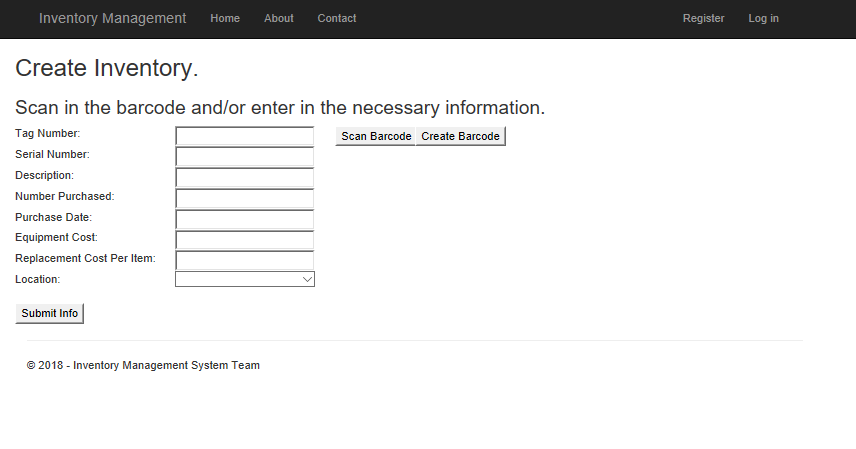 Inventory Management Home About Contact Register Log in
Create Inventory.
Scan in the barcode and/or enter in the necessary information.
Tag Number: Scan Barcode Create Barcode
Serial Number:
Description:
Number Purchased:
Purchase Date:
Equipment Cost:
Replacement Cost Per Item:
Location:
Submit Info
© 2018 - Inventory Management System Team